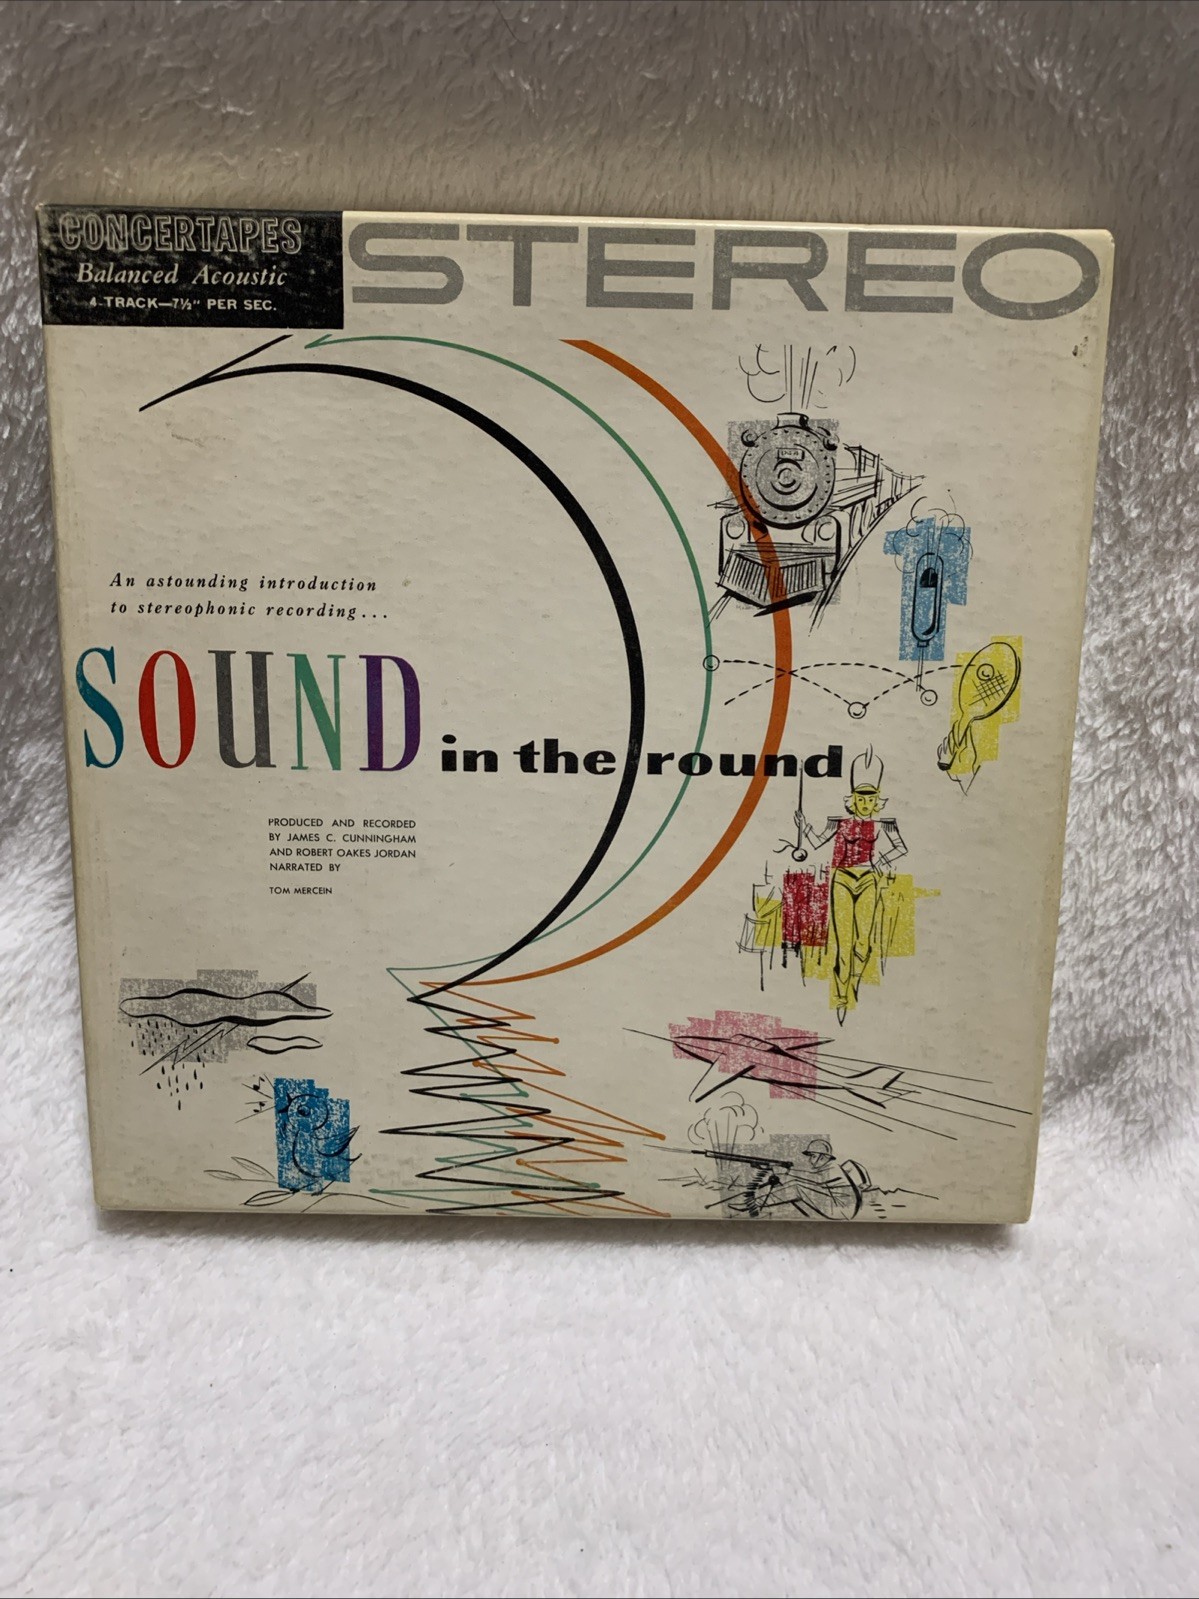 CONCERTAPES
Balanced Acoustic
4-TRACK—7½" PER SEC.
STEREO
An astounding introduction
to stereophonic recording...
SOUND in the round
PRODUCED AND RECORDED
BY JAMES C. CUNNINGHAM
AND ROBERT OAKES JORDAN
NARRATED BY
TOM MERCEIN